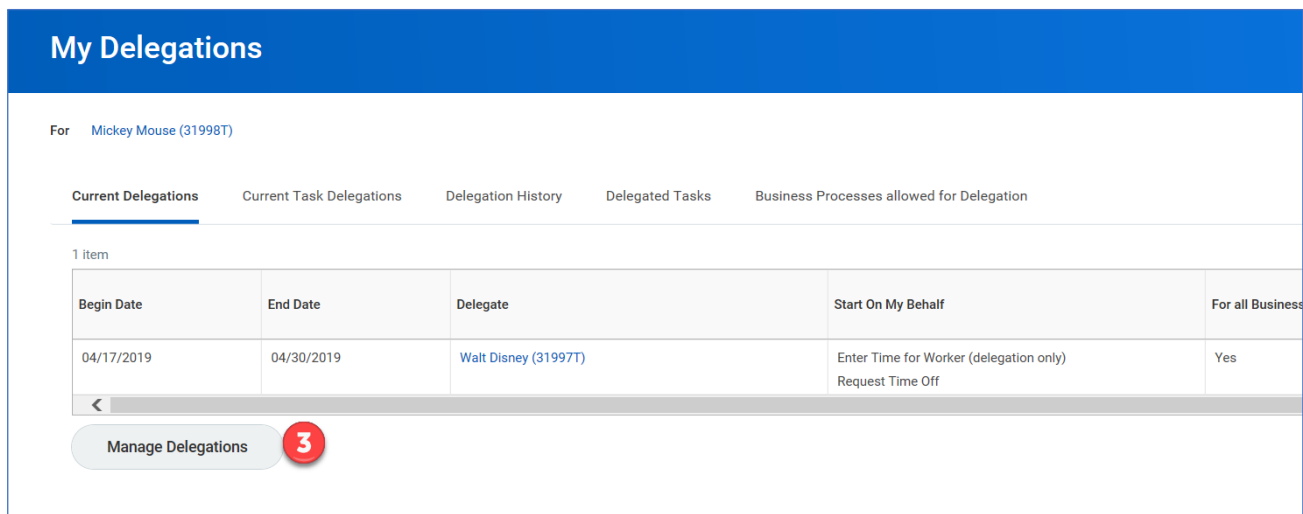 My Delegations
For Mickey Mouse (31998T)
Current Delegations Current Task Delegations Delegation History Delegated Tasks Business Processes allowed for Delegation
1 item
Begin Date End Date Delegate Start On My Behalf For all Business
04/17/2019 04/30/2019 Walt Disney (31997T) Enter Time for Worker (delegation only) Yes
Request Time Off
Manage Delegations 3